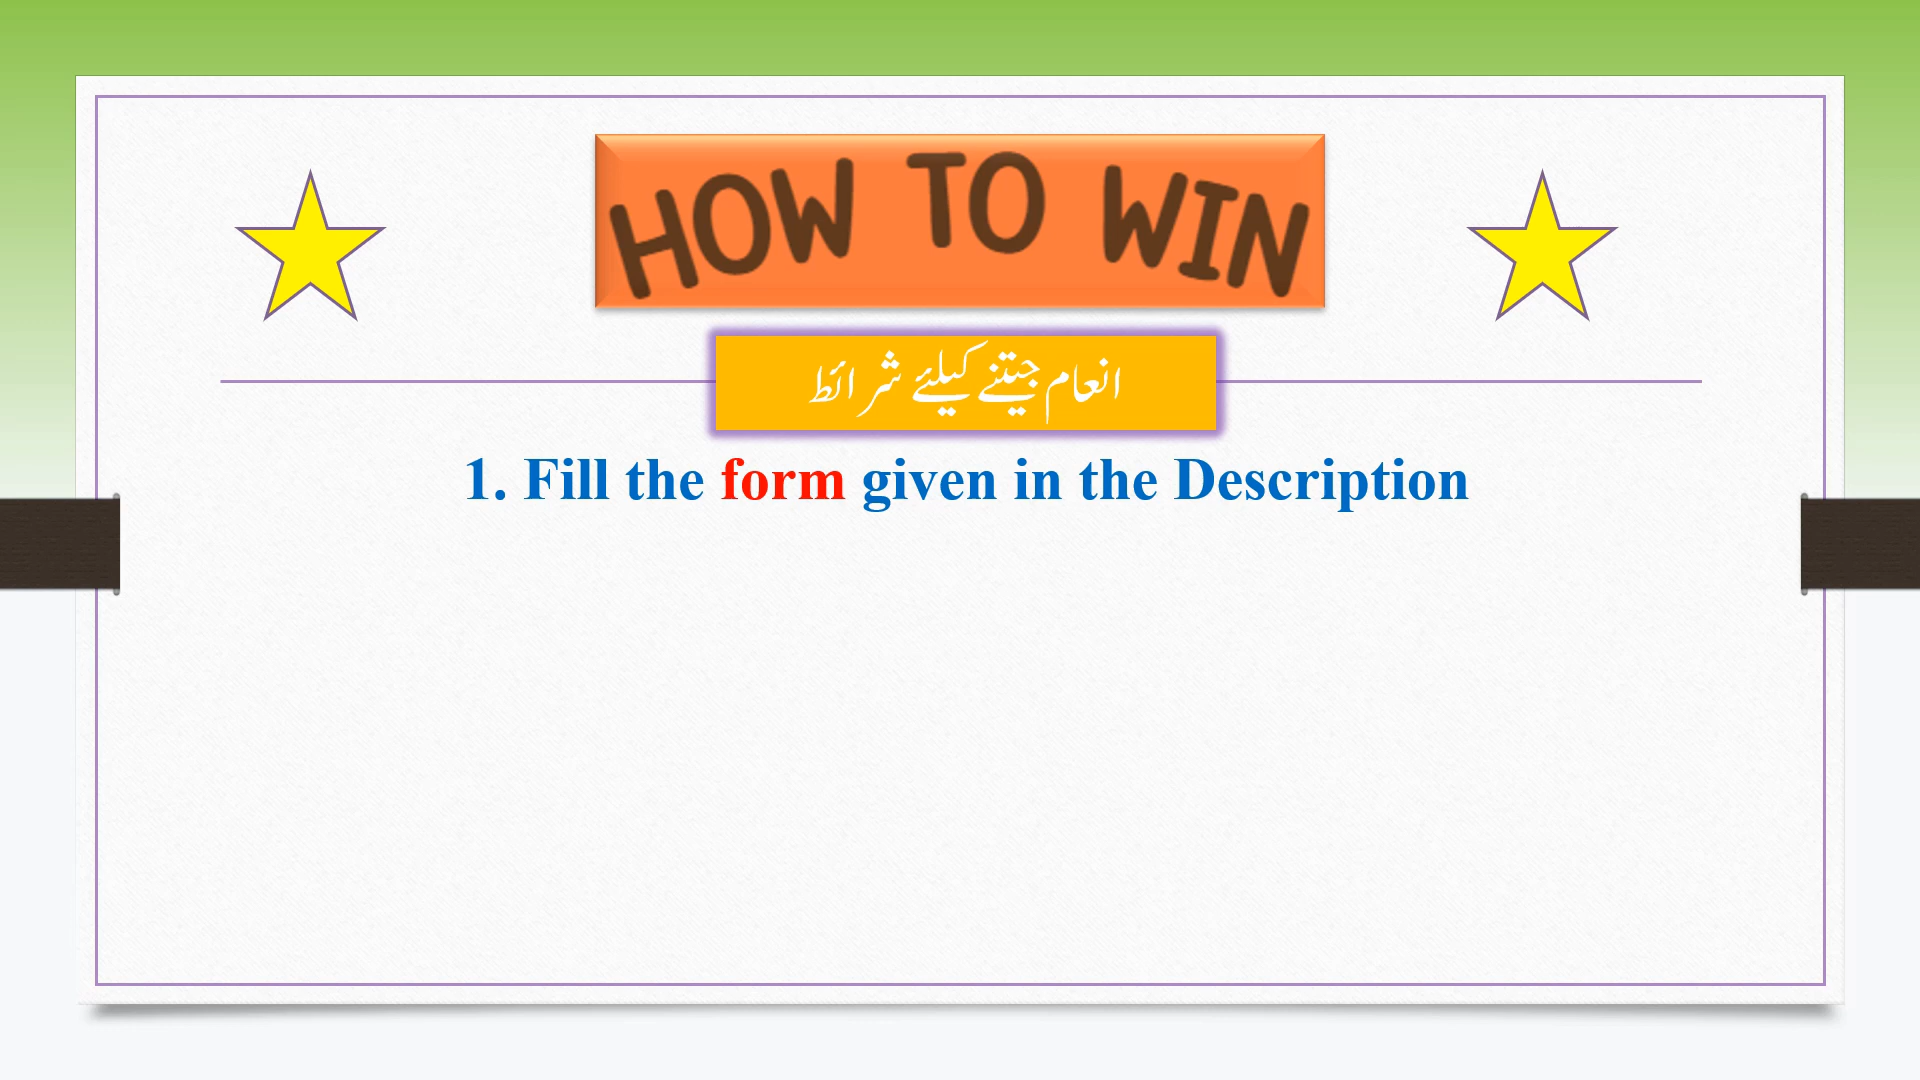 HOW TO WIN
انعام جیتنے کیلئے شرائط
1. Fill the form given in the Description